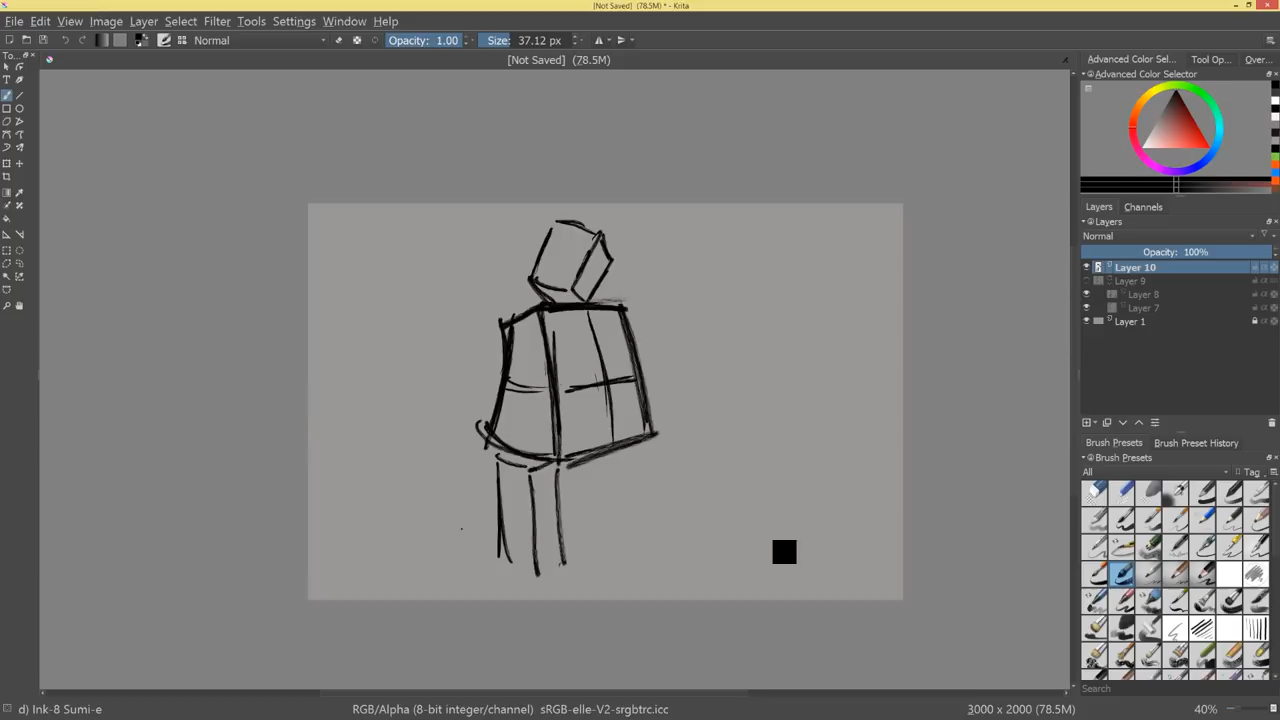 [Not Saved] (78.5M) * - Krita
File Edit View Image Layer Select Filter Tools Settings Window Help
Normal Opacity: 1.00 Size: 37.12 px
To...
[Not Saved] (78.5M)
Advanced Color Sel... Tool Op... Over...
Advanced Color Selector
Layers Channels
Layers
Normal
Opacity: 100%
Layer 10
Layer 9
Layer 8
Layer 7
Layer 1
Brush Presets Brush Preset History
Brush Presets
All Tag
Search
d) Ink-8 Sumi-e RGB/Alpha (8-bit integer/channel) sRGB-elle-V2-srgbtrc.icc 3000 x 2000 (78.5M) 40%